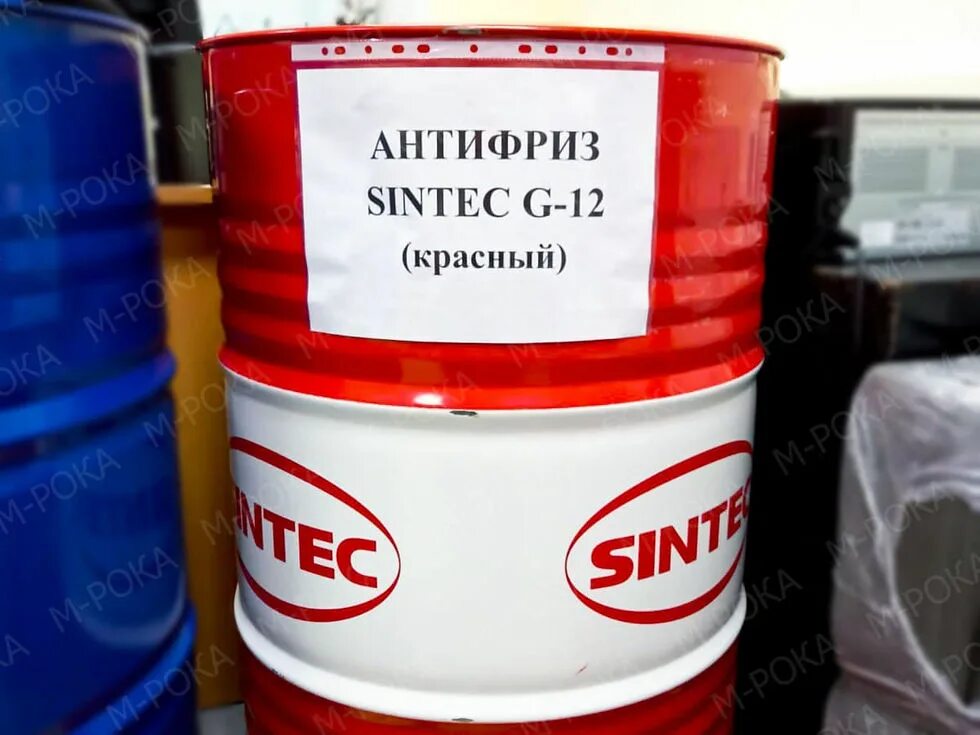 АНТИФРИЗ
SINTEC G-12
(красный)
SINTEC
SINTEC
М-РОКА